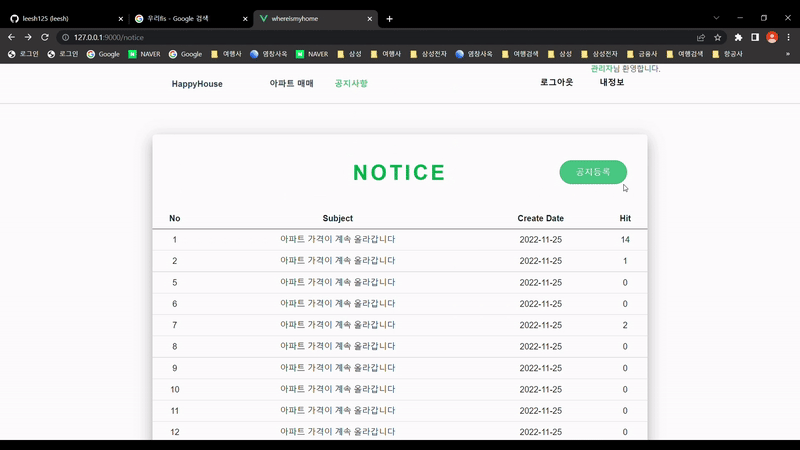 leesh125 (leesh)
우리fis - Google 검색
whereismyhome
127.0.0.1:9000/notice
로그인 로그인 Google NAVER Google 여행사 염창사옥 NAVER 삼성 여행사 삼성전자 염창사옥 여행검색 삼성 삼성전자 금융사 여행검색 항공사 »
관리자님 환영합니다.
HappyHouse 아파트 매매 공지사항 로그아웃 내정보
NOTICE 공지등록
No Subject Create Date Hit
1 아파트 가격이 계속 올라갑니다 2022-11-25 14
2 아파트 가격이 계속 올라갑니다 2022-11-25 1
5 아파트 가격이 계속 올라갑니다 2022-11-25 0
6 아파트 가격이 계속 올라갑니다 2022-11-25 0
7 아파트 가격이 계속 올라갑니다 2022-11-25 2
8 아파트 가격이 계속 올라갑니다 2022-11-25 0
9 아파트 가격이 계속 올라갑니다 2022-11-25 0
10 아파트 가격이 계속 올라갑니다 2022-11-25 0
11 아파트 가격이 계속 올라갑니다 2022-11-25 0
12 아파트 가격이 계속 올라갑니다 2022-11-25 0